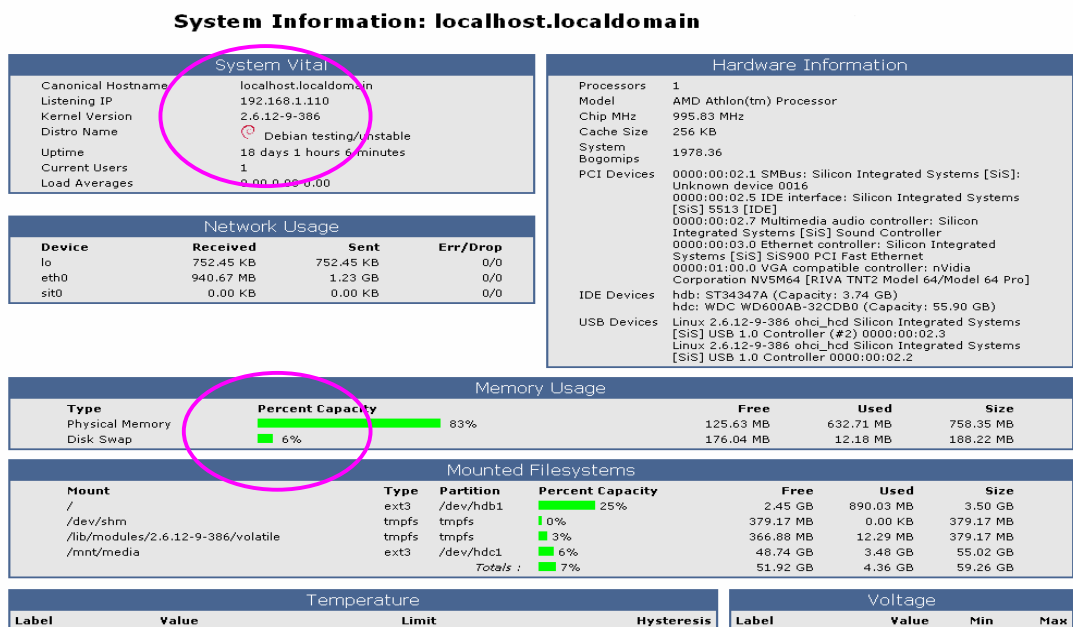 System Information: localhost.localdomain
System Vital
Canonical Hostname localhost.localdomain
Listening IP 192.168.1.110
Kernel Version 2.6.12-9-386
Distro Name Debian testing/unstable
Uptime 18 days 1 hours 6 minutes
Current Users 1
Load Averages 0.00 0.00 0.00
Network Usage
Device Received Sent Err/Drop
lo 752.45 KB 752.45 KB 0/0
eth0 940.67 MB 1.23 GB 0/0
sit0 0.00 KB 0.00 KB 0/0
Hardware Information
Processors 1
Model AMD Athlon(tm) Processor
Chip MHz 995.83 MHz
Cache Size 256 KB
System
Bogomips 1978.36
PCI Devices 0000:00:02.1 SMBus: Silicon Integrated Systems [SiS]:
Unknown device 0016
0000:00:02.5 IDE interface: Silicon Integrated Systems
[SiS] 5513 [IDE]
0000:00:02.7 Multimedia audio controller: Silicon
Integrated Systems [SiS] Sound Controller
0000:00:03.0 Ethernet controller: Silicon Integrated
Systems [SiS] SiS900 PCI Fast Ethernet
0000:01:00.0 VGA compatible controller: nVidia
Corporation NV5M64 [RIVA TNT2 Model 64/Model 64 Pro]
IDE Devices hdb: ST34347A (Capacity: 3.74 GB)
hdc: WDC WD600AB-32CDB0 (Capacity: 55.90 GB)
USB Devices Linux 2.6.12-9-386 ohci_hcd Silicon Integrated Systems
[SiS] USB 1.0 Controller (#2) 0000:00:02.3
Linux 2.6.12-9-386 ohci_hcd Silicon Integrated Systems
[SiS] USB 1.0 Controller 0000:00:02.2
Memory Usage
Type Percent Capacity Free Used Size
Physical Memory 83% 125.63 MB 632.71 MB 758.35 MB
Disk Swap 6% 176.04 MB 12.18 MB 188.22 MB
Mounted Filesystems
Mount Type Partition Percent Capacity Free Used Size
/ ext3 /dev/hdb1 25% 2.45 GB 890.03 MB 3.50 GB
/dev/shm tmpfs tmpfs 0% 379.17 MB 0.00 KB 379.17 MB
/lib/modules/2.6.12-9-386/volatile tmpfs tmpfs 3% 366.88 MB 12.29 MB 379.17 MB
/mnt/media ext3 /dev/hdc1 6% 48.74 GB 3.48 GB 55.02 GB
Totals : 7% 51.92 GB 4.36 GB 59.26 GB
Temperature
Label Value Limit Hysteresis
Voltage
Label Value Min Max